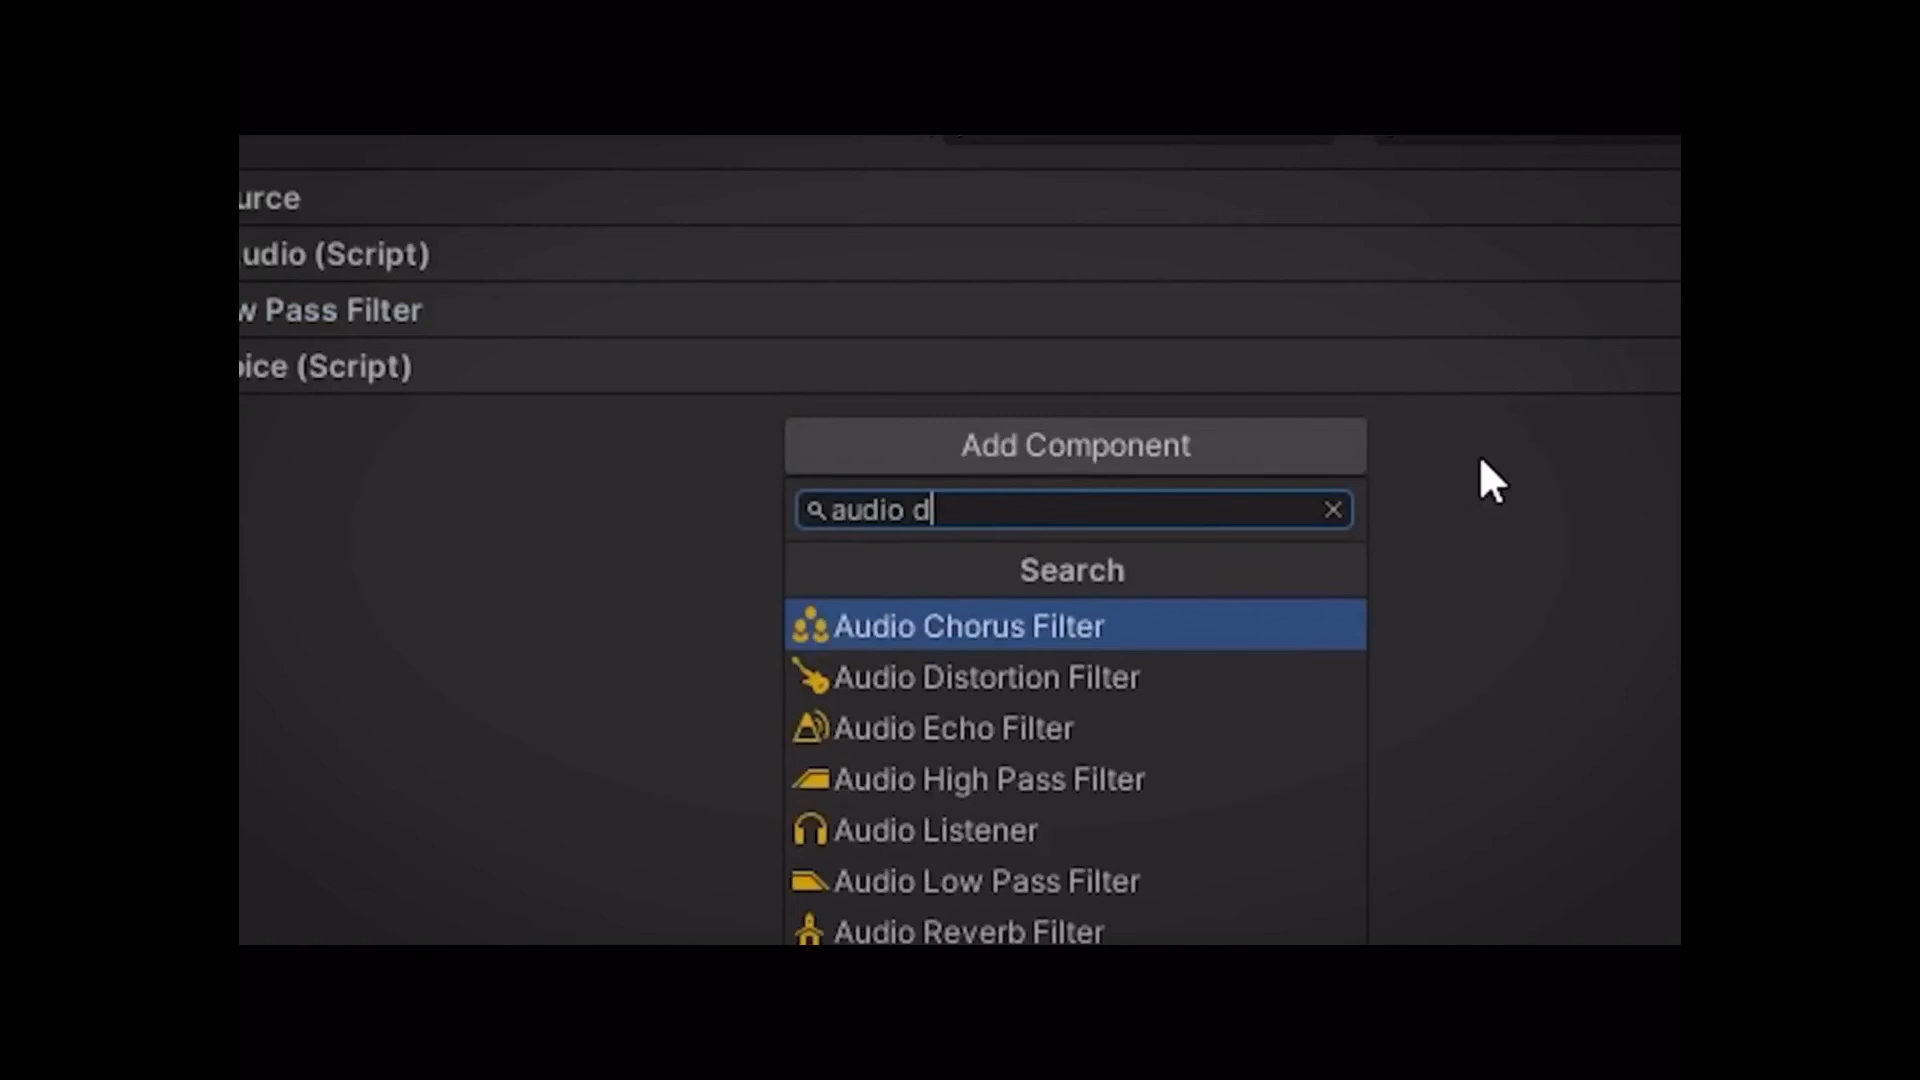 urce
udio (Script)
w Pass Filter
oice (Script)
Add Component
audio d
Search
Audio Chorus Filter
Audio Distortion Filter
Audio Echo Filter
Audio High Pass Filter
Audio Listener
Audio Low Pass Filter
Audio Reverb Filter